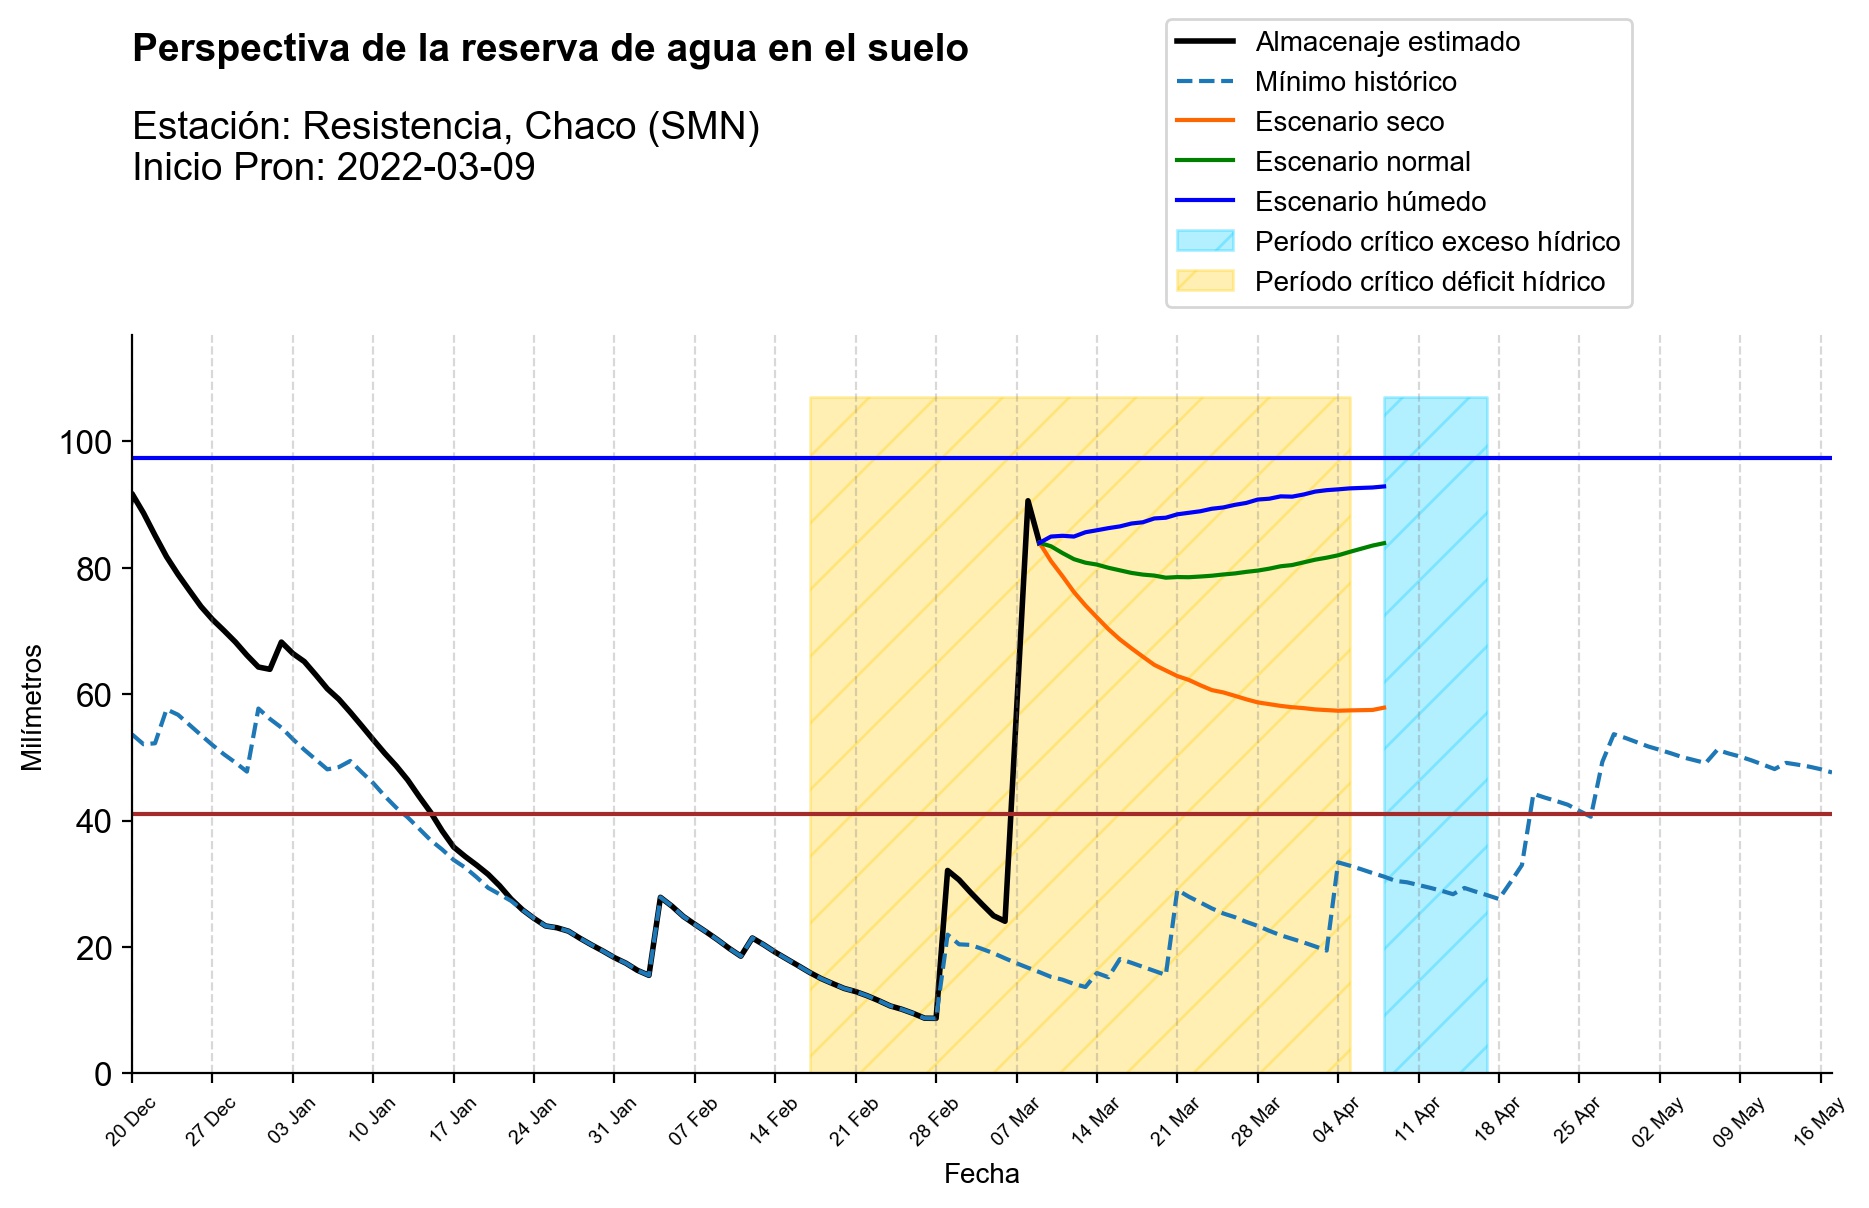 Perspectiva de la reserva de agua en el suelo
Estación: Resistencia, Chaco (SMN)
Inicio Pron: 2022-03-09
Almacenaje estimado
Mínimo histórico
Escenario seco
Escenario normal
Escenario húmedo
Período crítico exceso hídrico
Período crítico déficit hídrico
Milímetros
100
80
60
40
20
0
20 Dec
27 Dec
03 Jan
10 Jan
17 Jan
24 Jan
31 Jan
07 Feb
14 Feb
21 Feb
28 Feb
07 Mar
14 Mar
21 Mar
28 Mar
04 Apr
11 Apr
18 Apr
25 Apr
02 May
09 May
16 May
Fecha